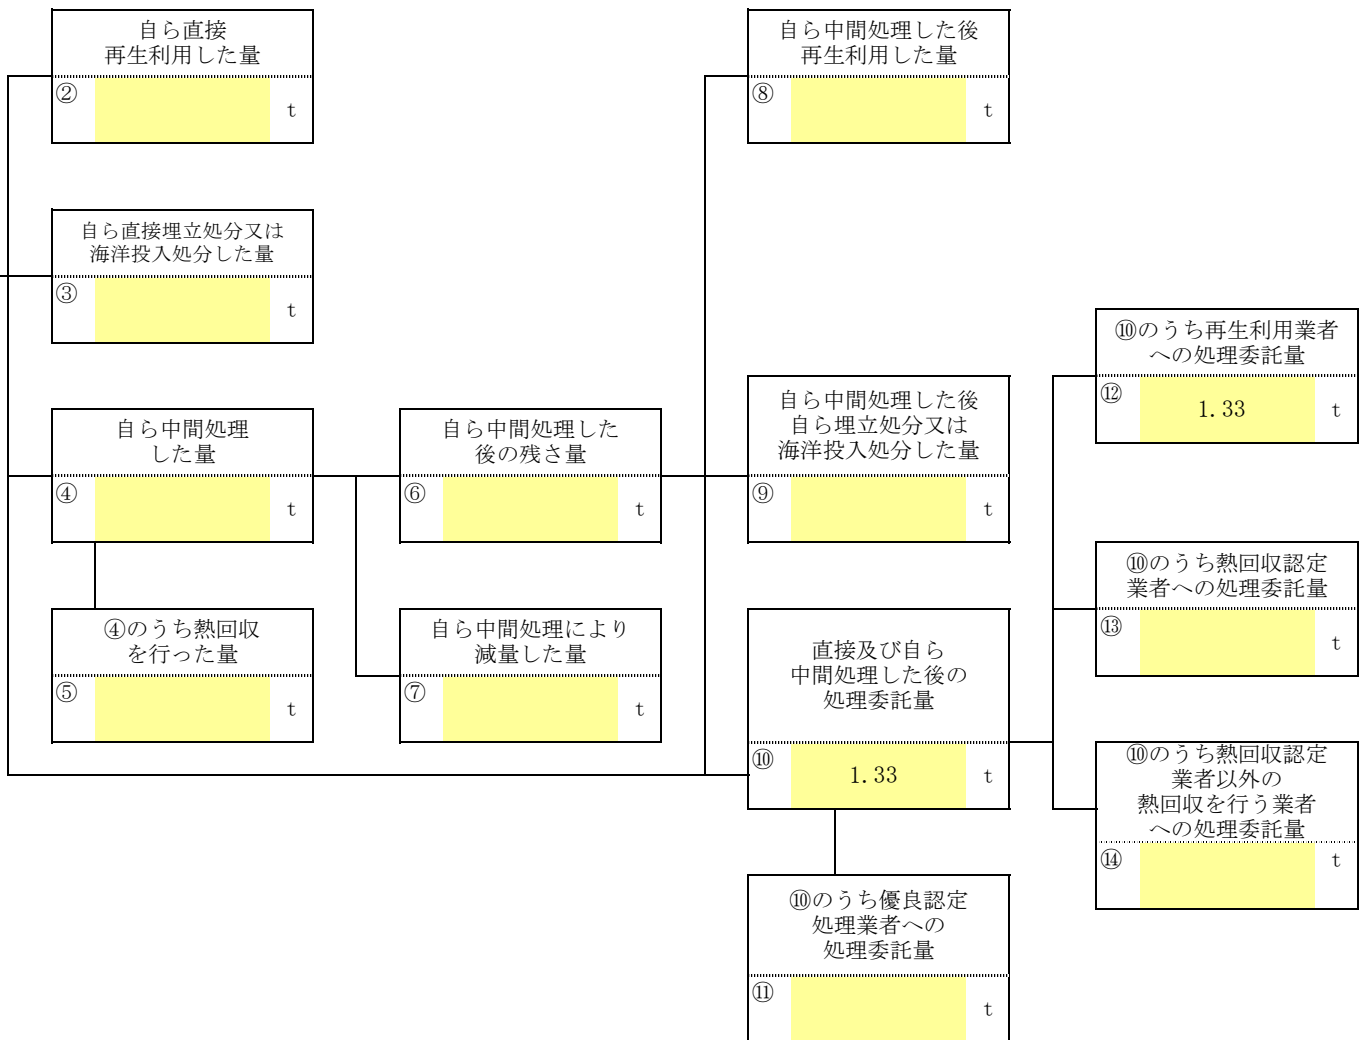 自ら直接
再生利用した量
②
t
自ら直接埋立処分又は
海洋投入処分した量
③
t
自ら中間処理
した量
④
t
④のうち熱回収
を行った量
⑤
t
自ら中間処理した
後の残さ量
⑥
t
自ら中間処理により
減量した量
⑦
t
自ら中間処理した後
再生利用した量
⑧
t
自ら中間処理した後
自ら埋立処分又は
海洋投入処分した量
⑨
t
直接及び自ら
中間処理した後の
処理委託量
⑩ 1.33 t
⑩のうち優良認定
処理業者への
処理委託量
⑪
t
⑩のうち再生利用業者
への処理委託量
⑫ 1.33 t
⑩のうち熱回収認定
業者への処理委託量
⑬
t
⑩のうち熱回収認定
業者以外の
熱回収を行う業者
への処理委託量
⑭
t